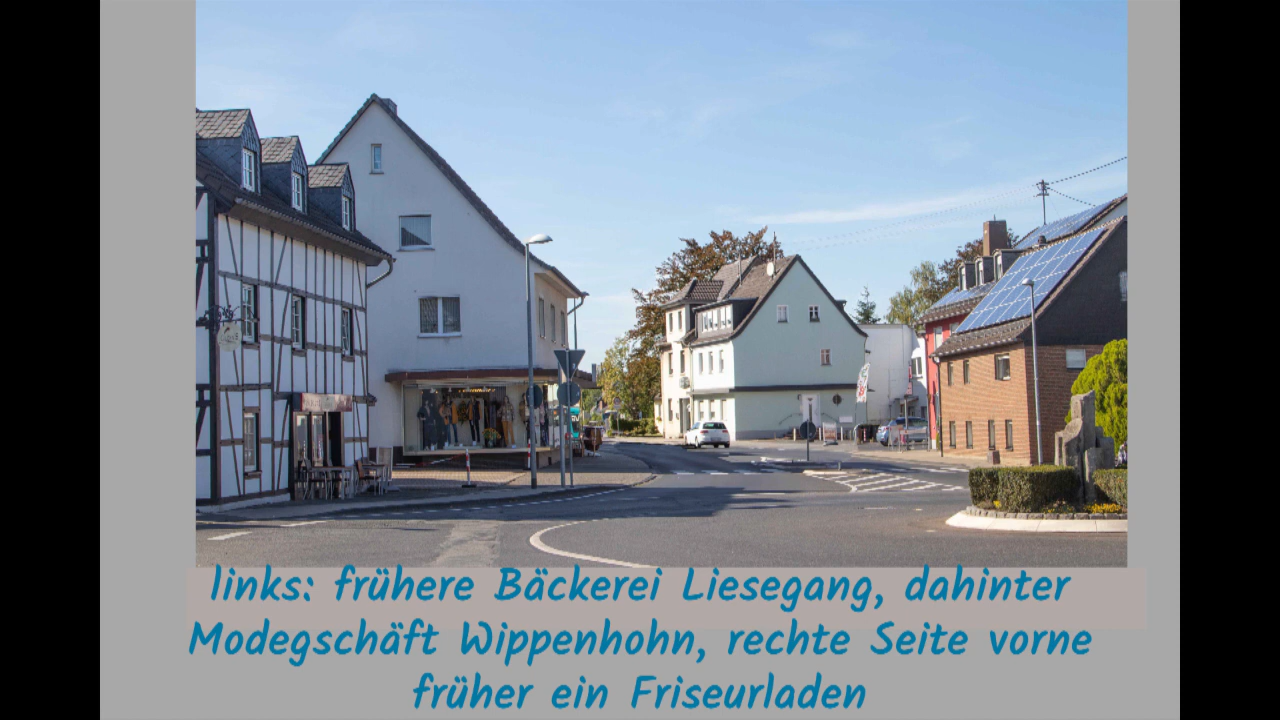 links: frühere Bäckerei Liesegang, dahinter
Modegschäft Wippenhohn, rechte Seite vorne
früher ein Friseurladen